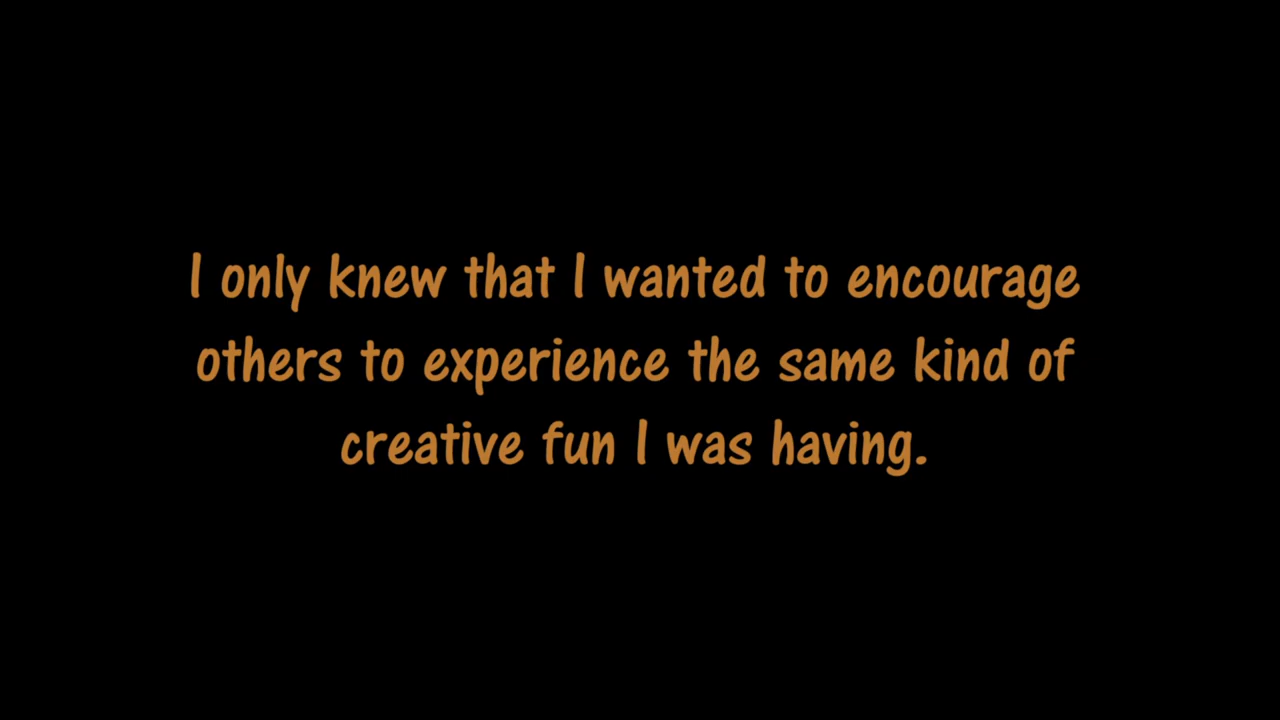 I only knew that I wanted to encourage
others to experience the same kind of
creative fun I was having.